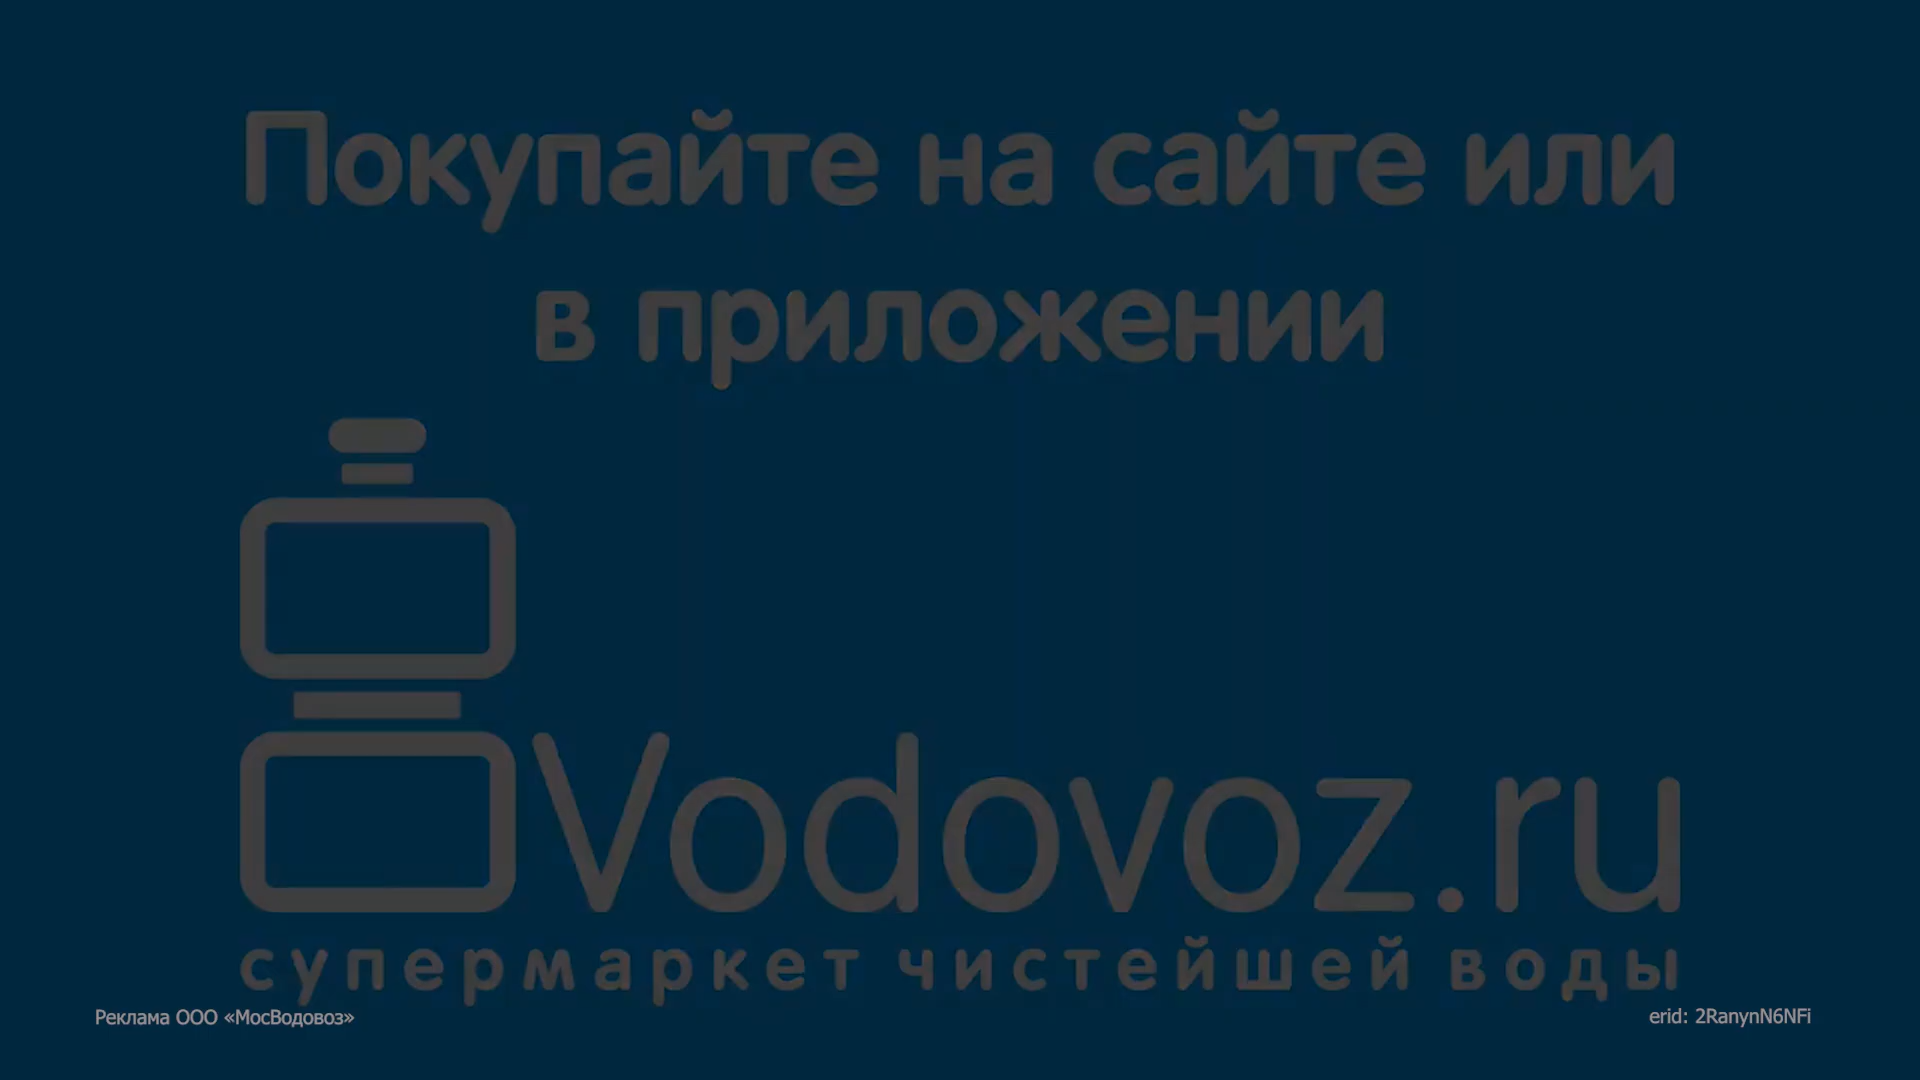 Покупайте на сайте или
в приложении
Vodovoz.ru
супермаркет чистейшей воды
Реклама ООО «МосВодовоз»
erid: 2RanynN6NFi